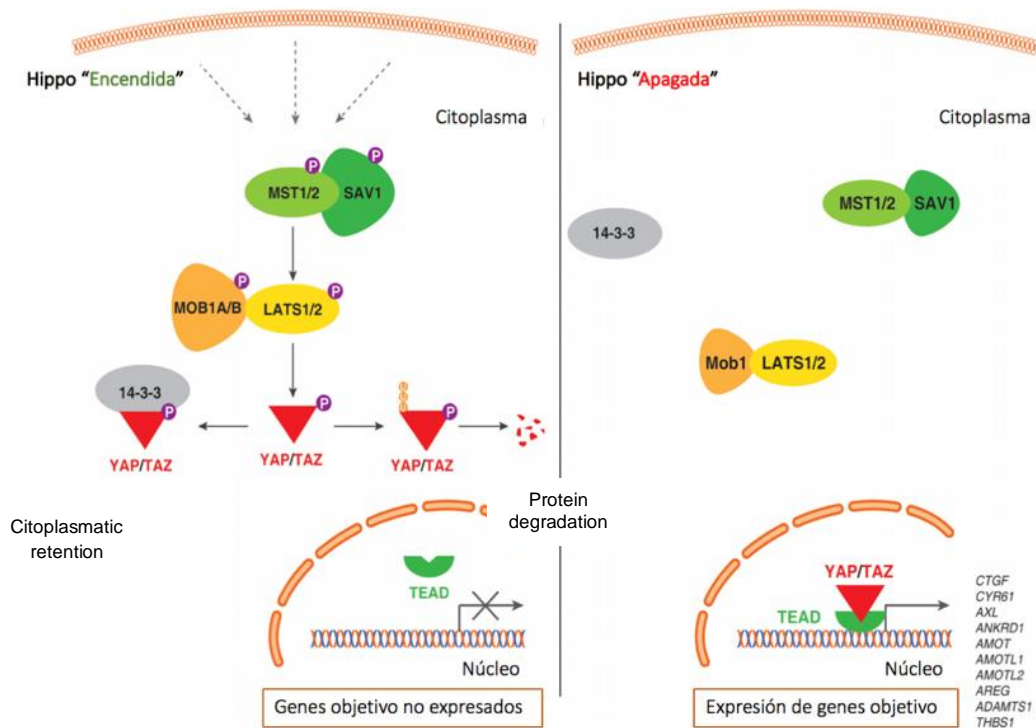 Hippo “Encendida”
Citoplasma
P
P
MST1/2
SAV1
P
P
MOB1A/B
LATS1/2
14-3-3
P
P
U
U
U
P
YAP/TAZ
YAP/TAZ
YAP/TAZ
Citoplasmatic
retention
Protein
degradation
TEAD
Núcleo
Genes objetivo no expresados
Hippo “Apagada”
Citoplasma
MST1/2
SAV1
14-3-3
Mob1
LATS1/2
YAP/TAZ
TEAD
Núcleo
Expresión de genes objetivo
CTGF
CYR61
AXL
ANKRD1
AMOT
AMOTL1
AMOTL2
AREG
ADAMTS1
THBS1